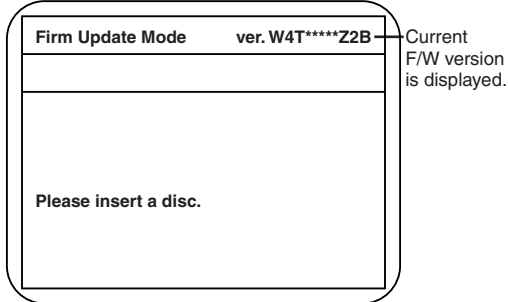 Firm Update Mode ver. W4T*****Z2B
Current
F/W version
is displayed.
Please insert a disc.